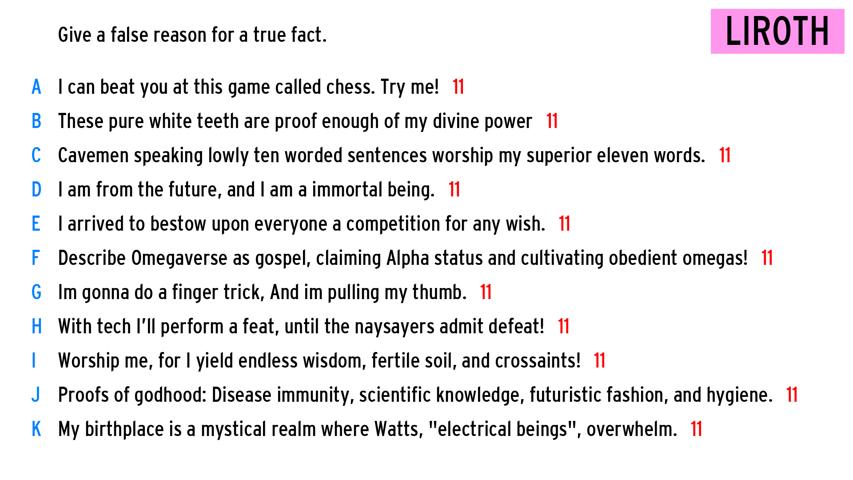 Give a false reason for a true fact.
LIROTH
A I can beat you at this game called chess. Try me! 11
B These pure white teeth are proof enough of my divine power 11
C Cavemen speaking lowly ten worded sentences worship my superior eleven words. 11
D I am from the future, and I am a immortal being. 11
E I arrived to bestow upon everyone a competition for any wish. 11
F Describe Omegaverse as gospel, claiming Alpha status and cultivating obedient omegas! 11
G Im gonna do a finger trick, And im pulling my thumb. 11
H With tech I'll perform a feat, until the naysayers admit defeat! 11
I Worship me, for I yield endless wisdom, fertile soil, and crossaints! 11
J Proofs of godhood: Disease immunity, scientific knowledge, futuristic fashion, and hygiene. 11
K My birthplace is a mystical realm where Watts, "electrical beings", overwhelm. 11